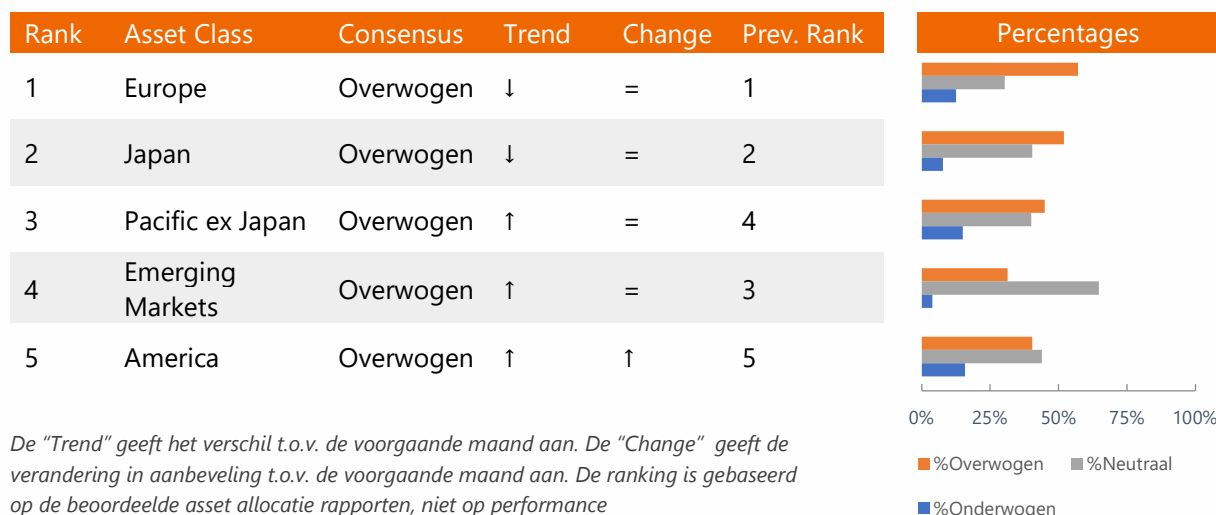 Rank Asset Class Consensus Trend Change Prev. Rank
1 Europe Overwogen ↓ = 1
2 Japan Overwogen ↓ = 2
3 Pacific ex Japan Overwogen ↑ = 4
4 Emerging Markets Overwogen ↑ = 3
5 America Overwogen ↑ ↑ 5
De “Trend” geeft het verschil t.o.v. de voorgaande maand aan. De “Change” geeft de
verandering in aanbeveling t.o.v. de voorgaande maand aan. De ranking is gebaseerd
op de beoordeelde asset allocatie rapporten, niet op performance
Percentages
0% 25% 50% 75% 100%
%Overwogen %Neutraal
%Onderwogen